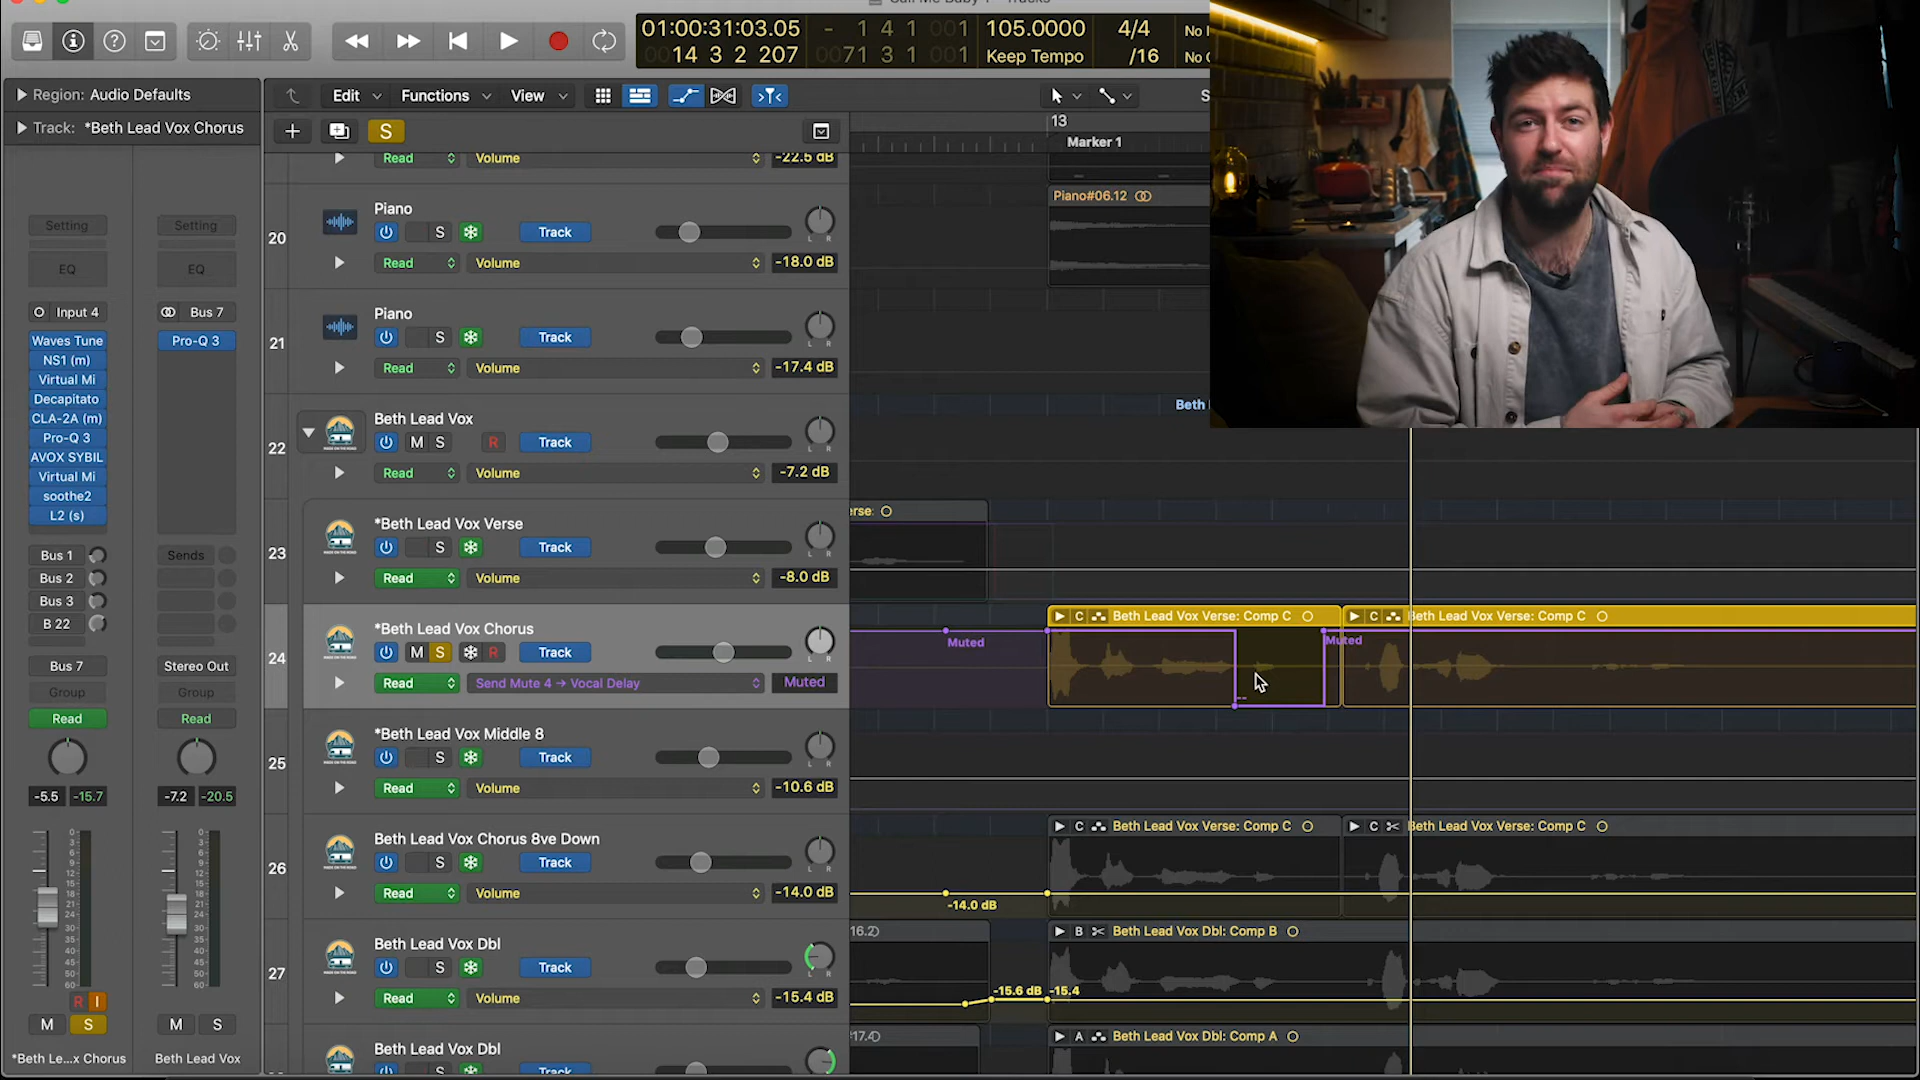 01:00:31:03.05
14 3 2 207
- 1 4 1 001
0071 3 1 001
105.0000
Keep Tempo
4/4
/16
Region: Audio Defaults
Track: *Beth Lead Vox Chorus
Edit
Functions
View
S
13
Marker 1
Setting
Setting
EQ
EQ
Input 4
Bus 7
Waves Tune
Pro-Q 3
NS1 (m)
Virtual Mi
Decapitato
CLA-2A (m)
Pro-Q 3
AVOX SYBIL
Virtual Mi
soothe2
L2 (s)
Bus 1
Sends
Bus 2
Bus 3
B 22
Bus 7
Stereo Out
Group
Group
Read
Read
-5.5 -15.7
-7.2 -20.5
R I
M S
M S
*Beth Le...x Chorus
Beth Lead Vox
Read
Volume
-22.5 dB
20
Piano
S
Track
Read
Volume
-18.0 dB
Piano#06.12
21
Piano
S
Track
Read
Volume
-17.4 dB
22
Beth Lead Vox
M S R
Track
Read
Volume
-7.2 dB
Beth L
23
*Beth Lead Vox Verse
S
Track
Read
Volume
-8.0 dB
24
*Beth Lead Vox Chorus
M S R
Track
Read
Send Mute 4 → Vocal Delay
Muted
Muted
C Beth Lead Vox Verse: Comp C
C Beth Lead Vox Verse: Comp C
Muted
25
*Beth Lead Vox Middle 8
S
Track
Read
Volume
-10.6 dB
26
Beth Lead Vox Chorus 8ve Down
S
Track
Read
Volume
-14.0 dB
-14.0 dB
C Beth Lead Vox Verse: Comp C
C Beth Lead Vox Verse: Comp C
27
Beth Lead Vox Dbl
S
Track
Read
Volume
-15.4 dB
-15.6 dB
-15.4
B Beth Lead Vox Dbl: Comp B
Beth Lead Vox Dbl
S
Track
A Beth Lead Vox Dbl: Comp A